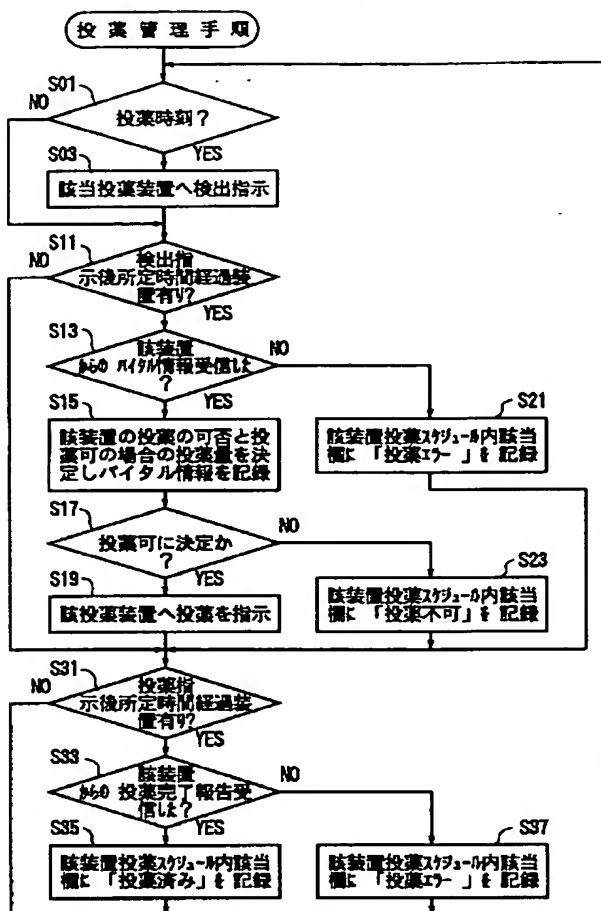 投薬管理手順
S01
NO
投薬時刻?
YES
S03
該当投薬装置へ検出指示
S11
NO
検出指
示後所定時間経過装
置有り?
YES
S13
該装置
からの バイタル情報受信した
?
NO
YES
S15
該装置の投薬の可否と投
薬可の場合の投薬量を決
定しバイタル情報を記録
S21
該装置投薬スケジュール内該当
欄に 「投薬エラー 」を 記録
S17
投薬可に決定か
?
NO
YES
S19
該投薬装置へ投薬を指示
S23
該装置投薬スケジュール内該当
欄に 「投薬不可」を 記録
S31
NO
投薬指
示後所定時間経過装
置有り?
YES
S33
該装置
からの 投薬完了報告受
信した?
NO
YES
S35
該装置投薬スケジュール内該当
欄に 「投薬済み」を 記録
S37
該装置投薬スケジュール内該当
欄に 「投薬エラー 」を 記録